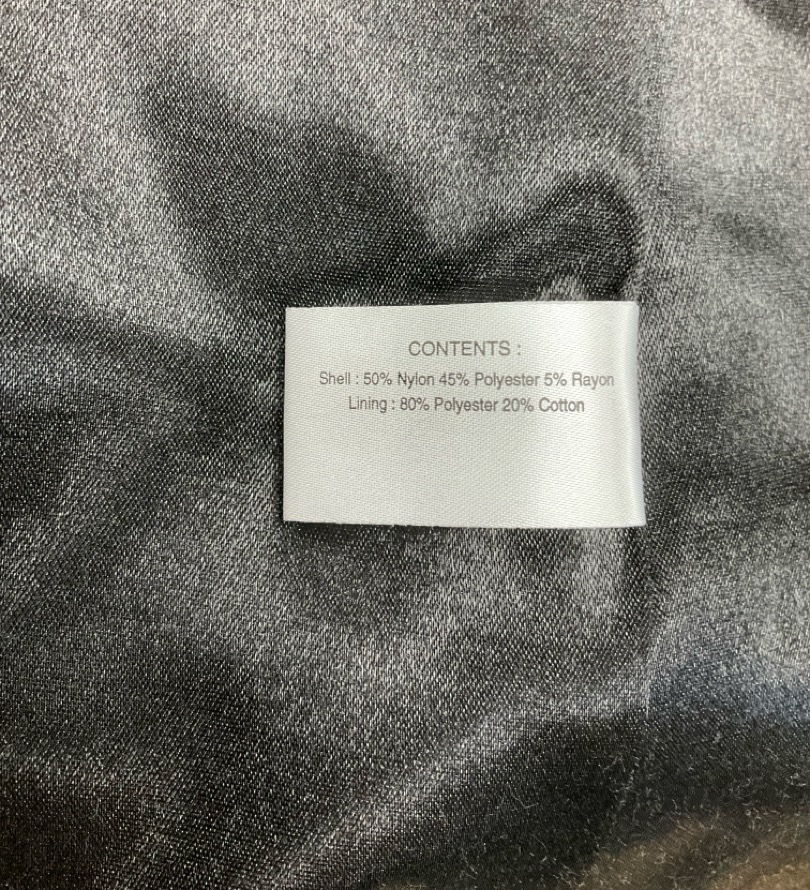 CONTENTS :
Shell : 50% Nylon 45% Polyester 5% Rayon
Lining : 80% Polyester 20% Cotton